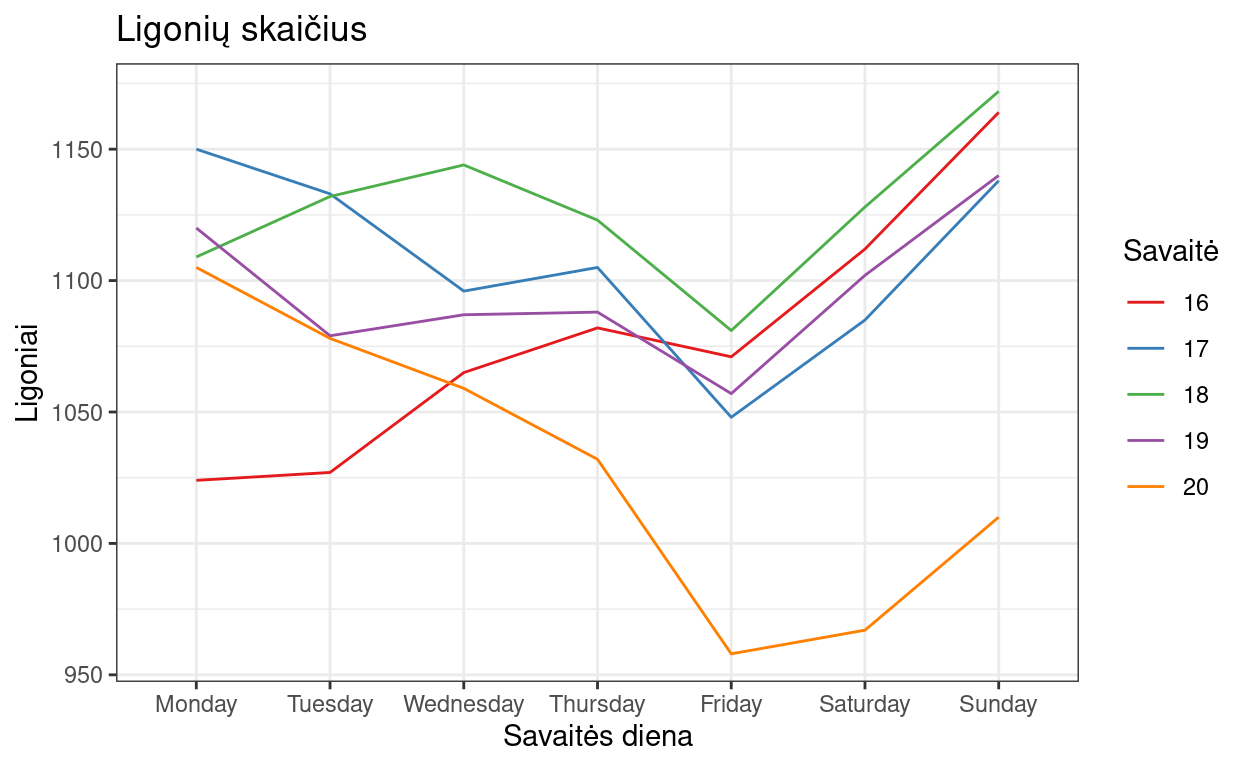 Ligonių skaičius
Ligoniai
1150
1100
1050
1000
950
Monday Tuesday Wednesday Thursday Friday Saturday Sunday
Savaitės diena
Savaitė
16
17
18
19
20